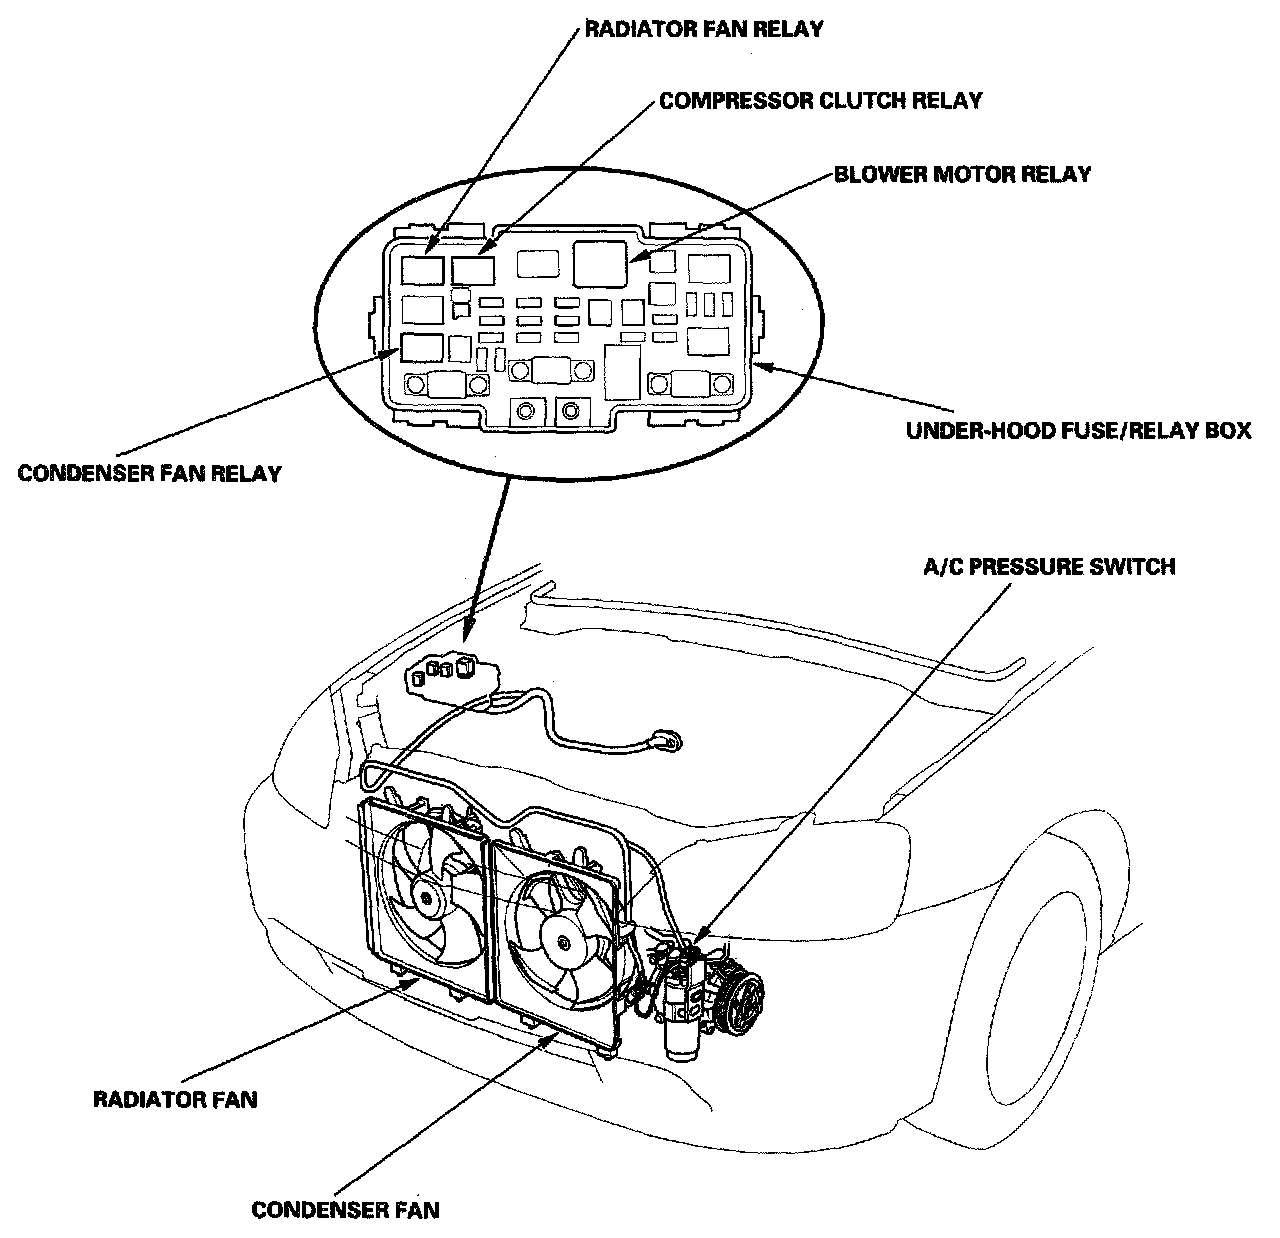 RADIATOR FAN RELAY
COMPRESSOR CLUTCH RELAY
BLOWER MOTOR RELAY
UNDER-HOOD FUSE/RELAY BOX
CONDENSER FAN RELAY
A/C PRESSURE SWITCH
RADIATOR FAN
CONDENSER FAN